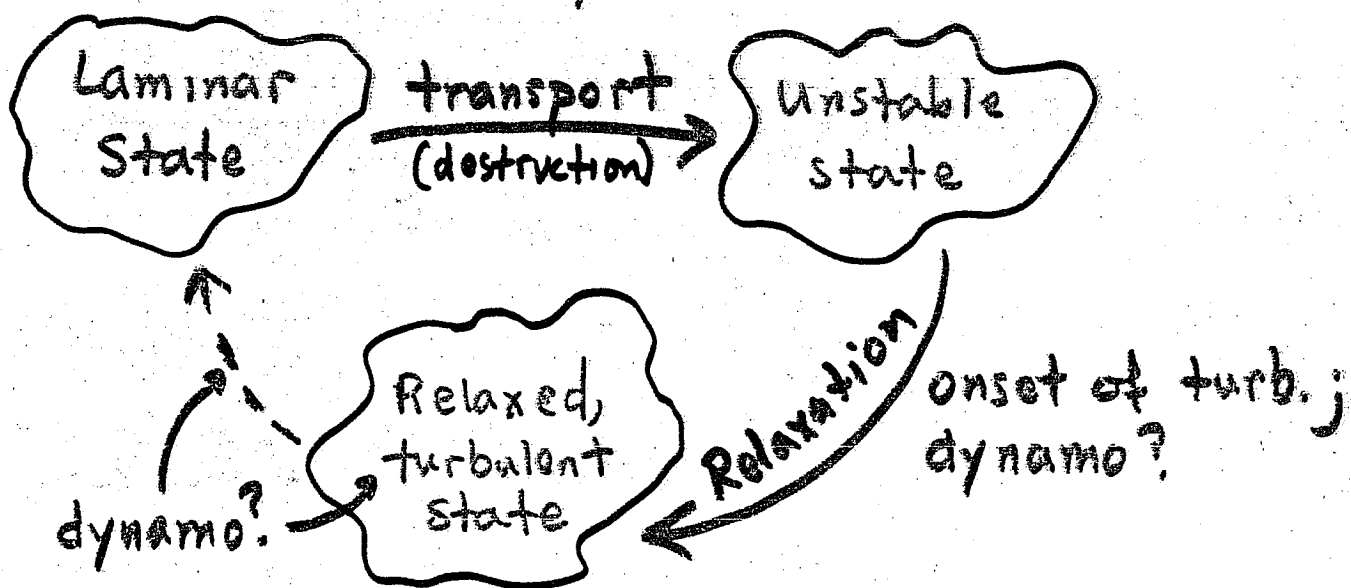 Laminar
State
transport
(destruction)
Unstable
state
Relaxation
onset of turb.;
dynamo?
Relaxed,
turbulent
state
dynamo?